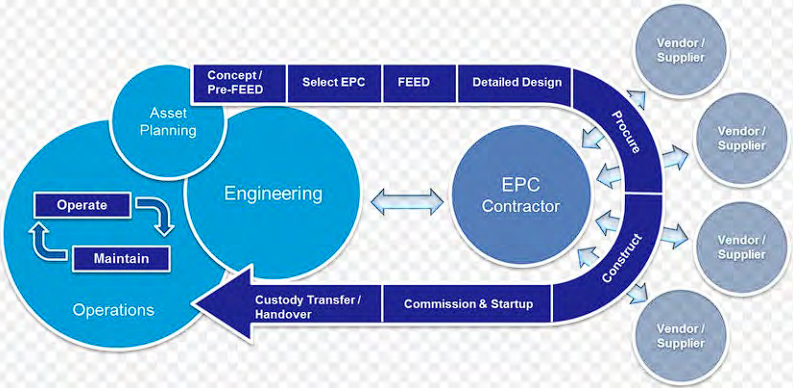 Concept /
Pre-FEED
Select EPC
FEED
Detailed Design
Procure
Construct
Commission & Startup
Custody Transfer /
Handover
Asset
Planning
Engineering
Operate
Maintain
Operations
EPC
Contractor
Vendor /
Supplier
Vendor /
Supplier
Vendor /
Supplier
Vendor /
Supplier